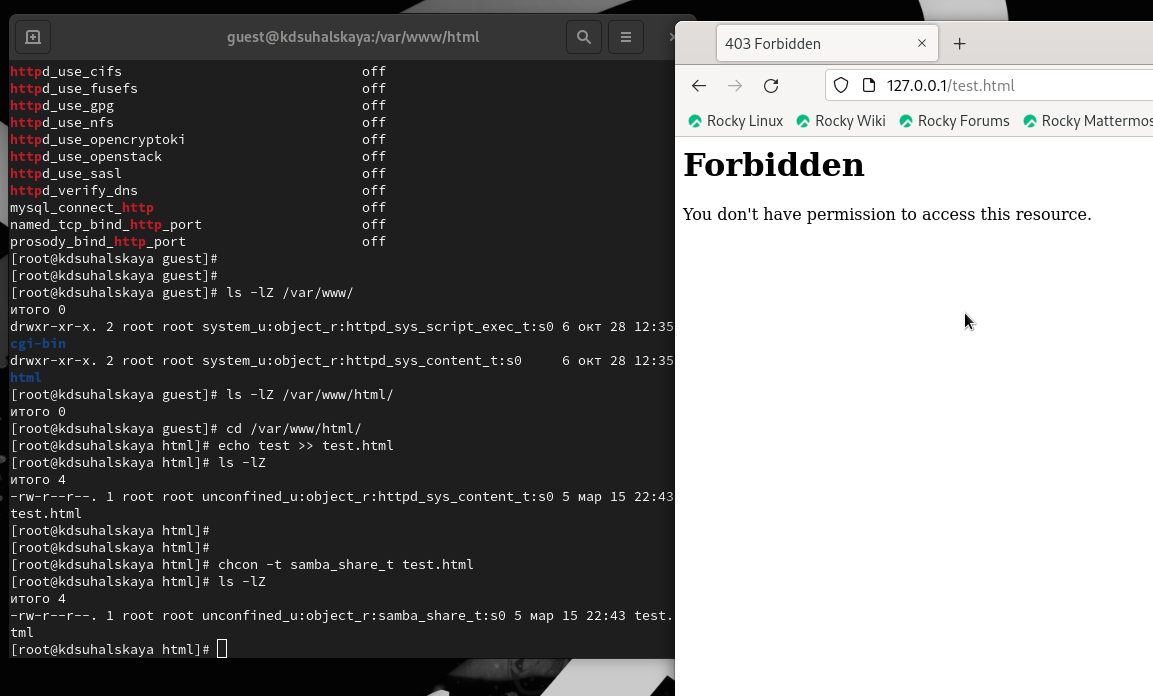 guest@kdsuhalskaya:/var/www/html
httpd_use_cifs off
httpd_use_fusefs off
httpd_use_gpg off
httpd_use_nfs off
httpd_use_opencryptoki off
httpd_use_openstack off
httpd_use_sasl off
httpd_verify_dns off
mysql_connect_http off
named_tcp_bind_http_port off
prosody_bind_http_port off
[root@kdsuhalskaya guest]#
[root@kdsuhalskaya guest]#
[root@kdsuhalskaya guest]# ls -lZ /var/www/
итого 0
drwxr-xr-x. 2 root root system_u:object_r:httpd_sys_script_exec_t:s0 6 окт 28 12:35
cgi-bin
drwxr-xr-x. 2 root root system_u:object_r:httpd_sys_content_t:s0 6 окт 28 12:35
html
[root@kdsuhalskaya guest]# ls -lZ /var/www/html/
итого 0
[root@kdsuhalskaya guest]# cd /var/www/html/
[root@kdsuhalskaya html]# echo test >> test.html
[root@kdsuhalskaya html]# ls -lZ
итого 4
-rw-r--r--. 1 root root unconfined_u:object_r:httpd_sys_content_t:s0 5 мар 15 22:43
test.html
[root@kdsuhalskaya html]#
[root@kdsuhalskaya html]#
[root@kdsuhalskaya html]# chcon -t samba_share_t test.html
[root@kdsuhalskaya html]# ls -lZ
итого 4
-rw-r--r--. 1 root root unconfined_u:object_r:samba_share_t:s0 5 мар 15 22:43 test.
tml
[root@kdsuhalskaya html]#
403 Forbidden
127.0.0.1/test.html
Rocky Linux Rocky Wiki Rocky Forums Rocky Mattermos
Forbidden
You don't have permission to access this resource.